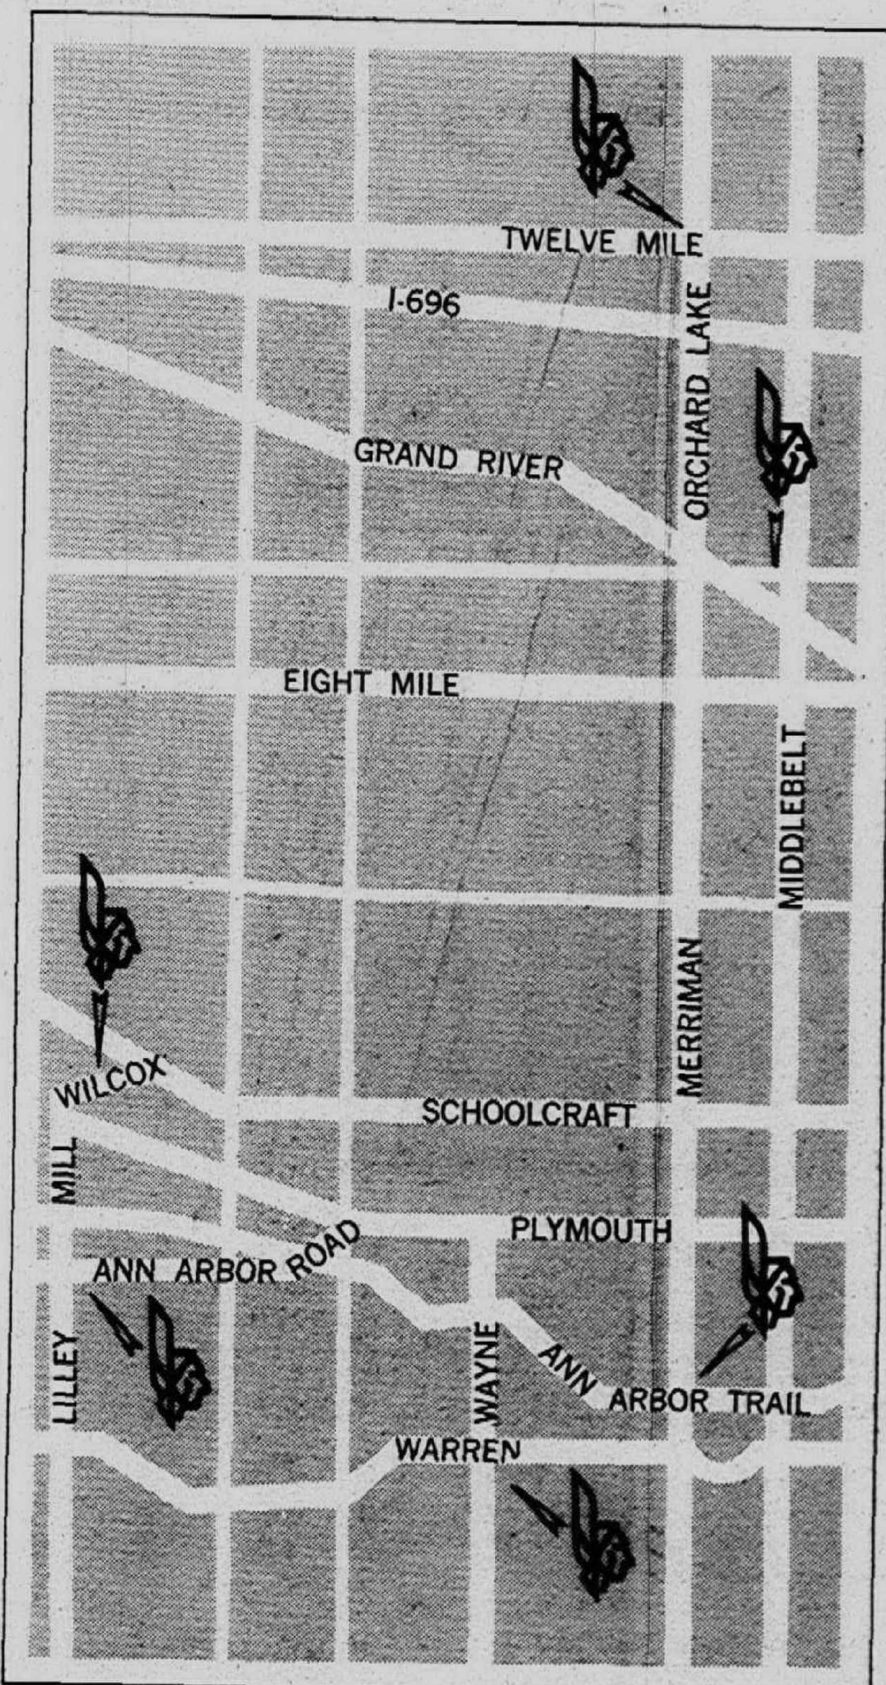 TWELVE MILE
I-696
ORCHARD LAKE
GRAND RIVER
EIGHT MILE
MIDDLEBELT
MERRIMAN
WILCOX
SCHOOLCRAFT
MILL
PLYMOUTH
ANN ARBOR ROAD
LILLEY
WAYNE
ANN ARBOR TRAIL
WARREN